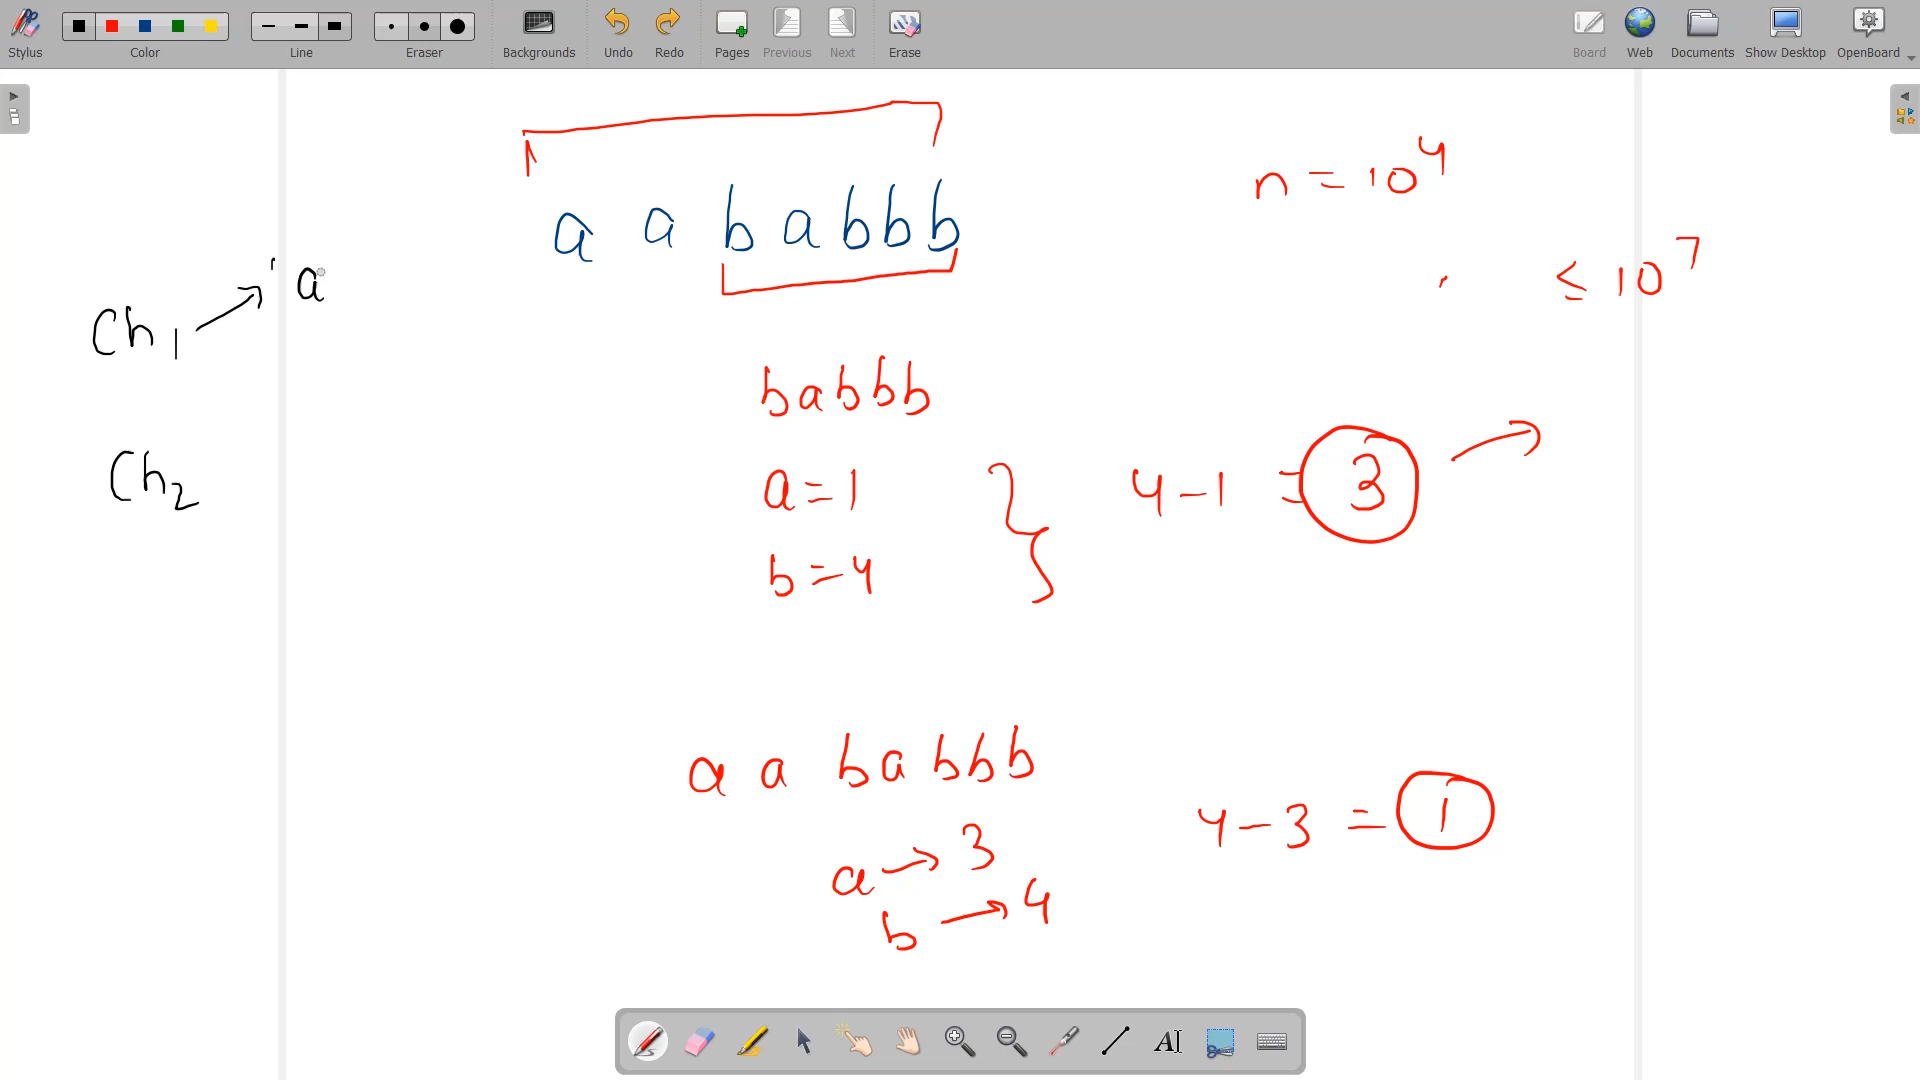 Stylus Color Line Eraser Backgrounds Undo Redo Pages Previous Next Erase Board Web Documents Show Desktop OpenBoard
n = 10^4
a a b a b b b
≤ 10^7
Ch1 → a
b a b b b
Ch2
a = 1
4 - 1 = 3 →
b = 4
a a b a b b b
4 - 3 = 1
a → 3
b → 4
AI